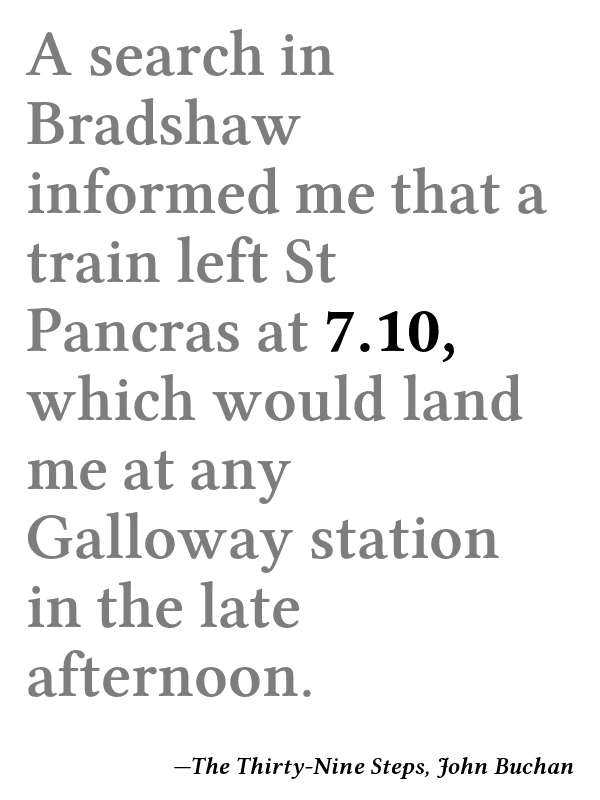 A search in
Bradshaw
informed me that a
train left St
Pancras at 7.10,
which would land
me at any
Galloway station
in the late
afternoon.
—The Thirty-Nine Steps, John Buchan